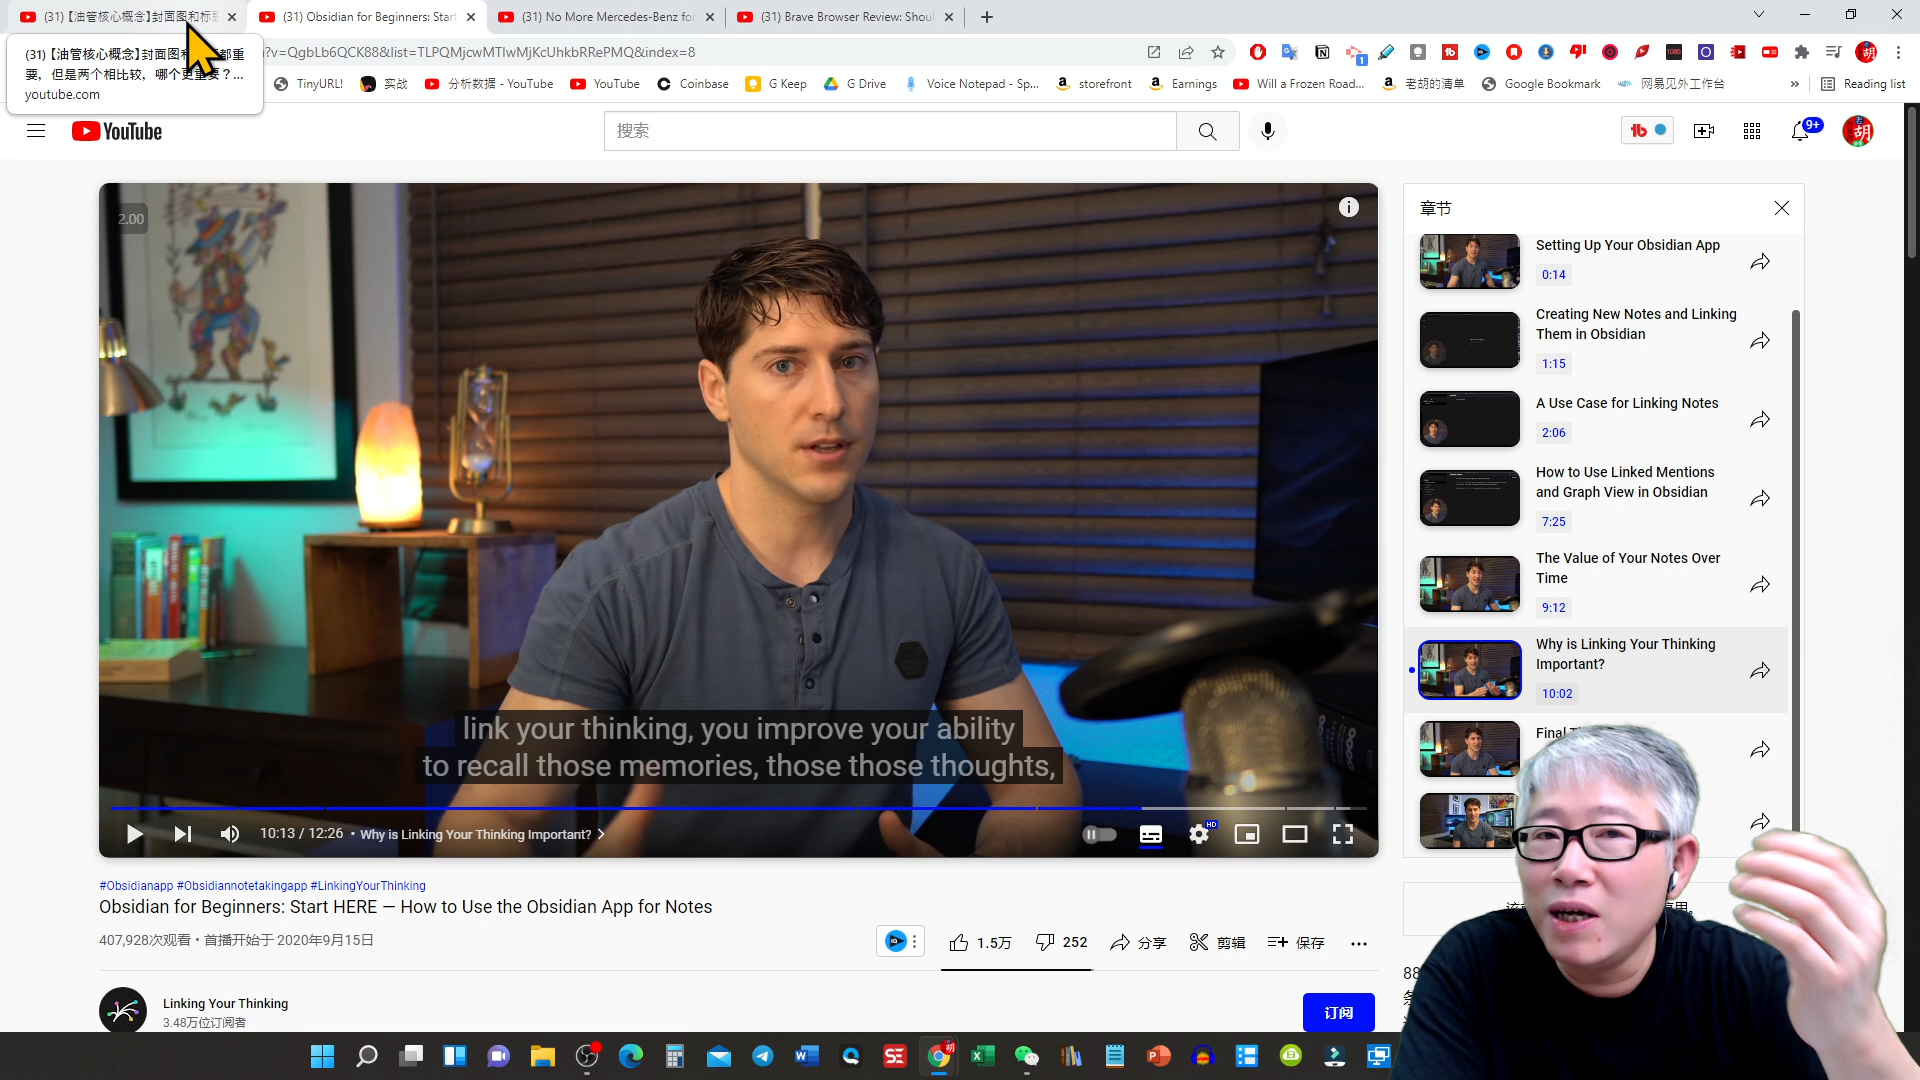 (31)【油管核心概念】封面图和标题
(31) Obsidian for Beginners: Start
(31) No More Mercedes-Benz for
(31) Brave Browser Review: Shou
(31)【油管核心概念】封面图和
都重
要，但是两个相比较，哪个更重要？...
youtube.com
?v=QgbLb6QCK88&list=TLPQMjcwMTIwMjKcUhkbRRePMQ&index=8
TinyURL!
实战
分析数据 - YouTube
YouTube
Coinbase
G Keep
G Drive
Voice Notepad - Sp...
storefront
Earnings
Will a Frozen Road...
老胡的清单
Google Bookmark
网易见外工作台
»
Reading list
YouTube
搜索
9+
胡
2.00
link your thinking, you improve your ability
to recall those memories, those those thoughts,
10:13 / 12:26 • Why is Linking Your Thinking Important?
HD
章节
Setting Up Your Obsidian App
0:14
Creating New Notes and Linking
Them in Obsidian
1:15
A Use Case for Linking Notes
2:06
How to Use Linked Mentions
and Graph View in Obsidian
7:25
The Value of Your Notes Over
Time
9:12
Why is Linking Your Thinking
Important?
10:02
Final
#Obsidianapp #Obsidiannotetakingapp #LinkingYourThinking
Obsidian for Beginners: Start HERE — How to Use the Obsidian App for Notes
407,928次观看 • 首播开始于 2020年9月15日
1.5万
252
分享
剪辑
保存
Linking Your Thinking
3.48万位订阅者
订阅
88